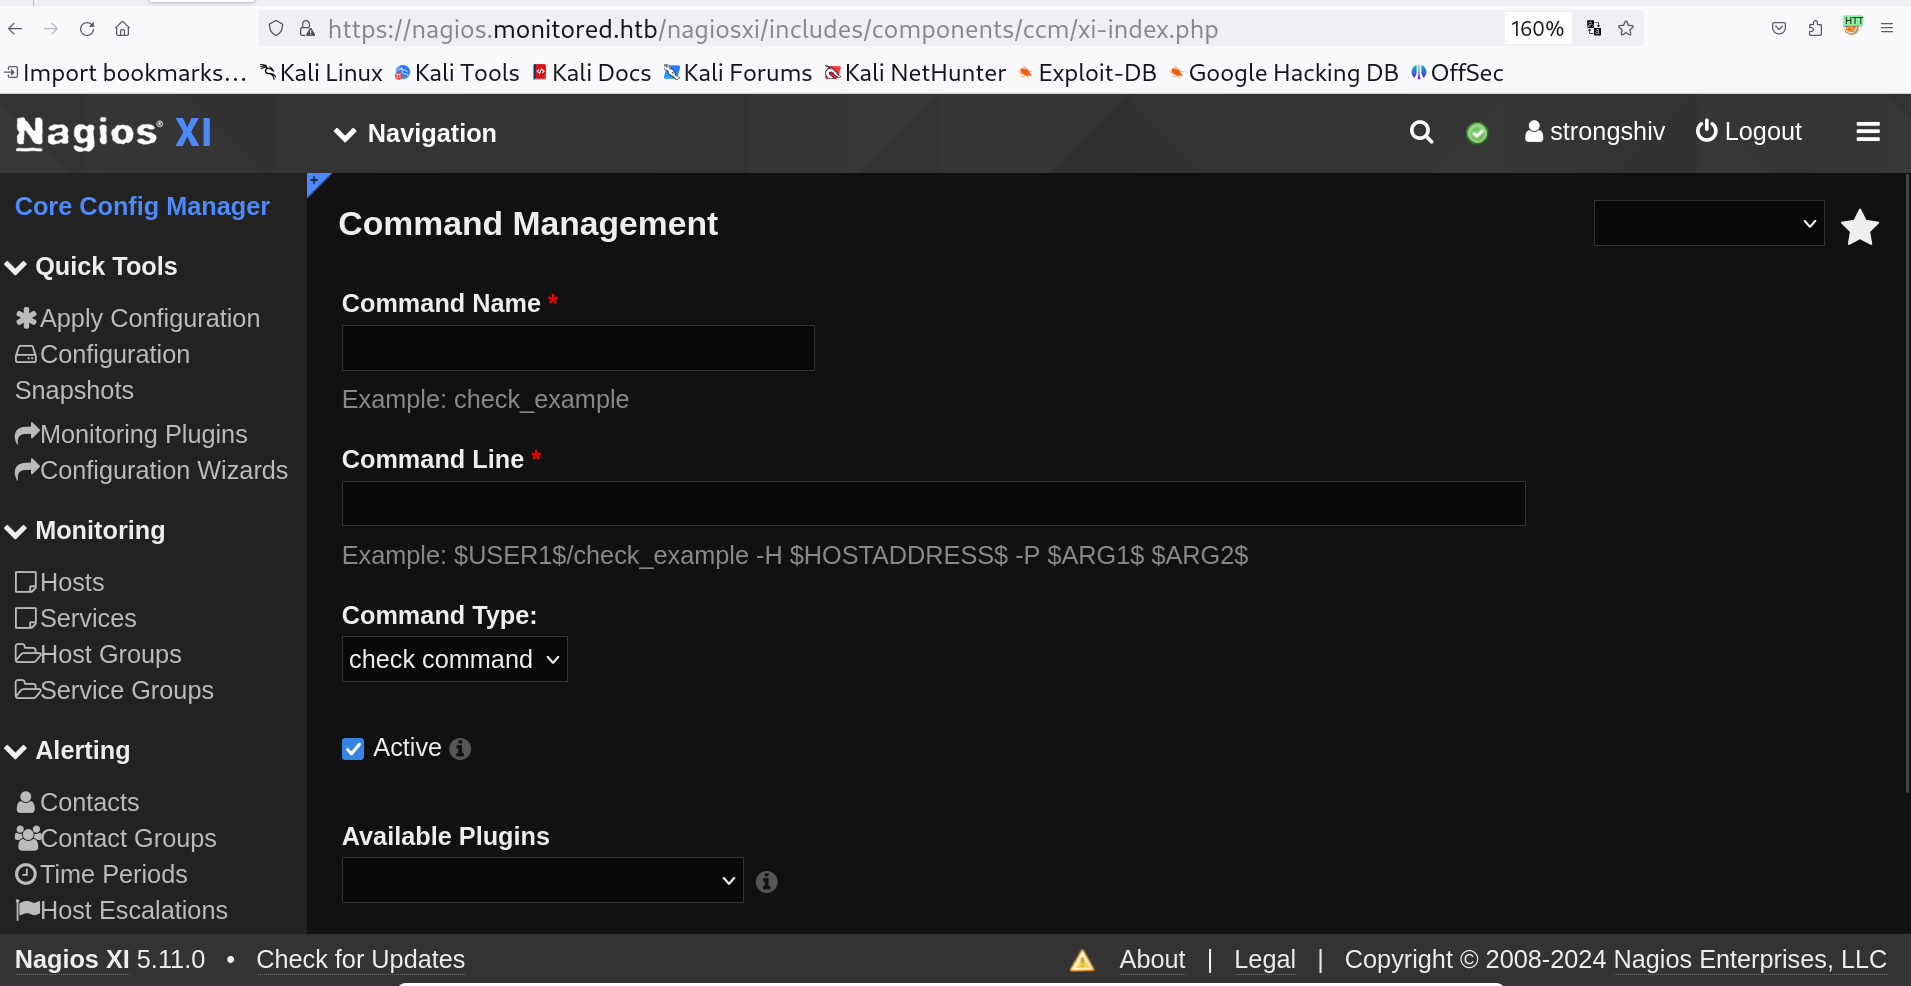 https://nagios.monitored.htb/nagiosxi/includes/components/ccm/xi-index.php
160%
HTT
Import bookmarks...
Kali Linux
Kali Tools
Kali Docs
Kali Forums
Kali NetHunter
Exploit-DB
Google Hacking DB
OffSec
Nagios® XI
Navigation
strongshiv
Logout
Core Config Manager
Quick Tools
Apply Configuration
Configuration
Snapshots
Monitoring Plugins
Configuration Wizards
Monitoring
Hosts
Services
Host Groups
Service Groups
Alerting
Contacts
Contact Groups
Time Periods
Host Escalations
Command Management
Command Name *
Example: check_example
Command Line *
Example: $USER1$/check_example -H $HOSTADDRESS$ -P $ARG1$ $ARG2$
Command Type:
check command
Active
Available Plugins
Nagios XI 5.11.0 • Check for Updates
About | Legal | Copyright © 2008-2024 Nagios Enterprises, LLC